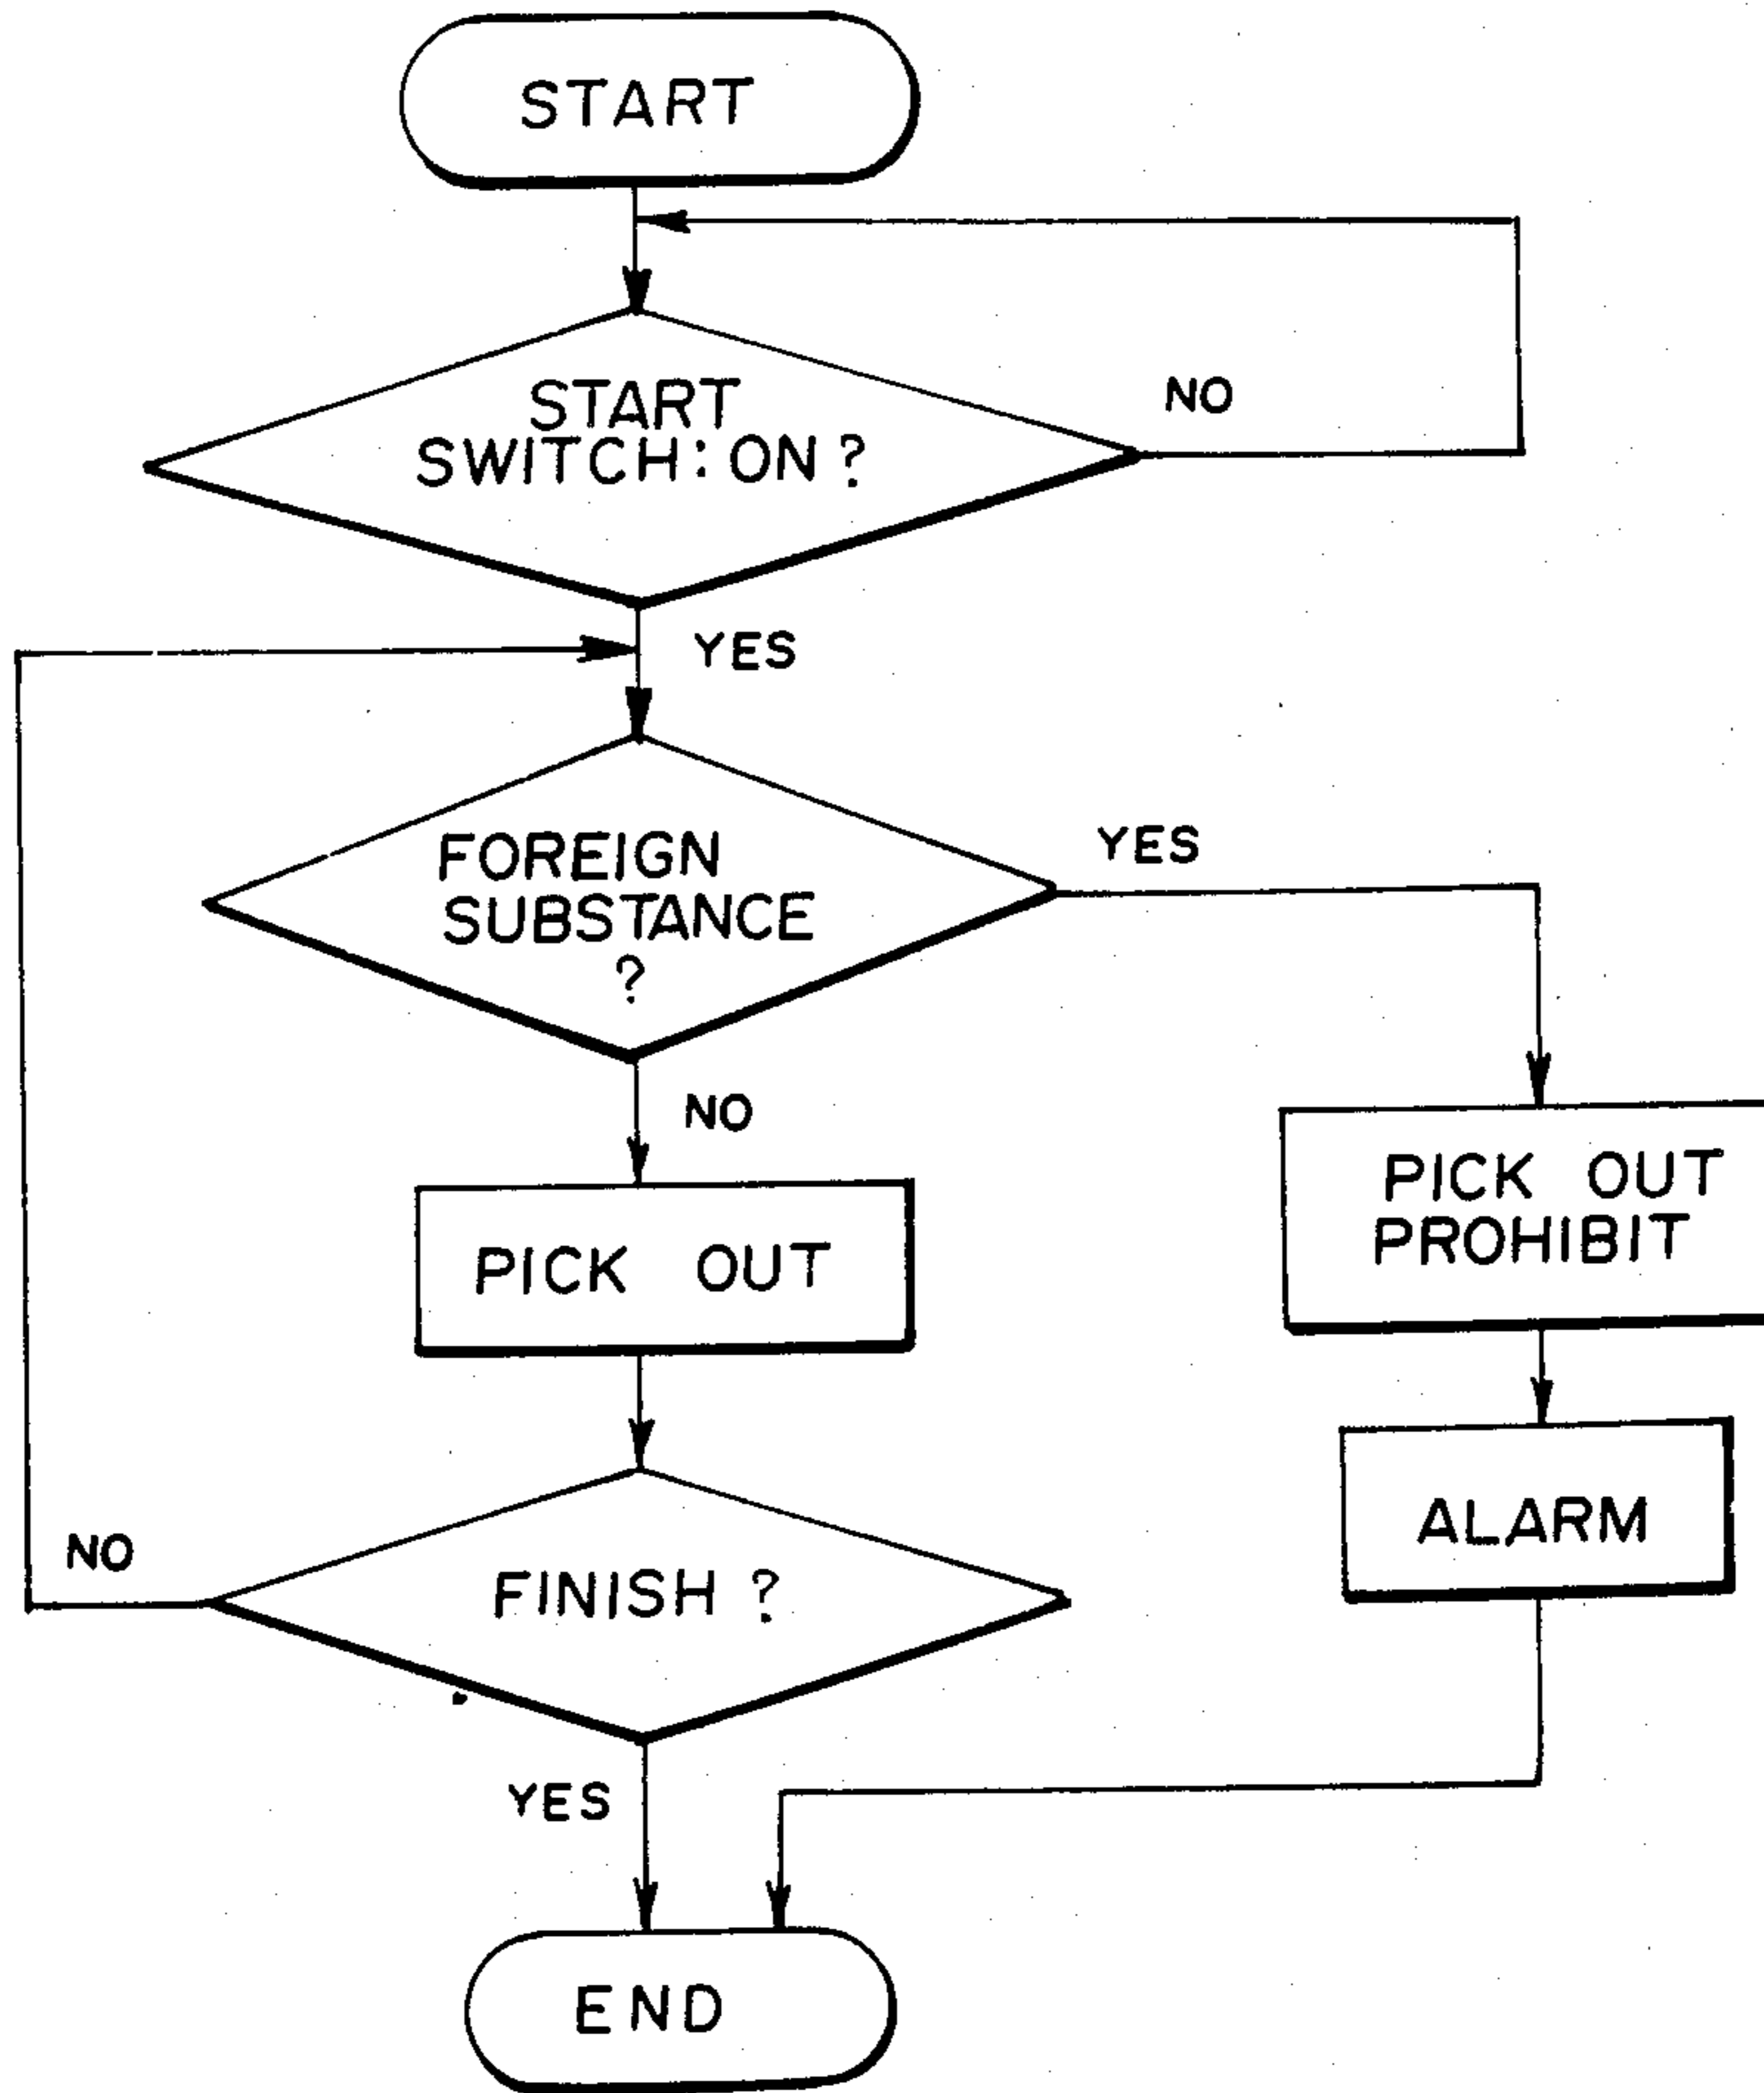 START
START
SWITCH: ON ?
NO
YES
FOREIGN
SUBSTANCE
?
YES
NO
PICK OUT
PICK OUT
PROHIBIT
ALARM
FINISH ?
NO
YES
END